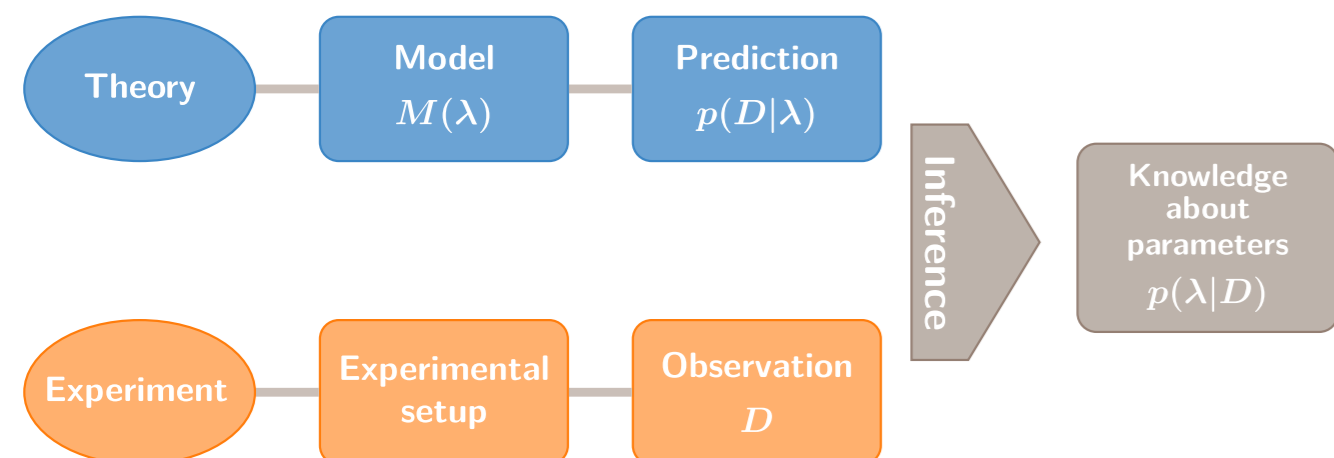 Theory
Model
M(λ)
Prediction
p(D|λ)
Inference
Knowledge
about
parameters
p(λ|D)
Experiment
Experimental
setup
Observation
D